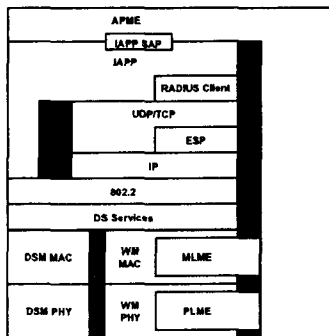 APME
IAPP SAP
IAPP
RADIUS Client
UDP/TCP
ESP
IP
802.2
DS Services
DSM MAC WM MAC MLME
DSM PHY WM PHY PLME